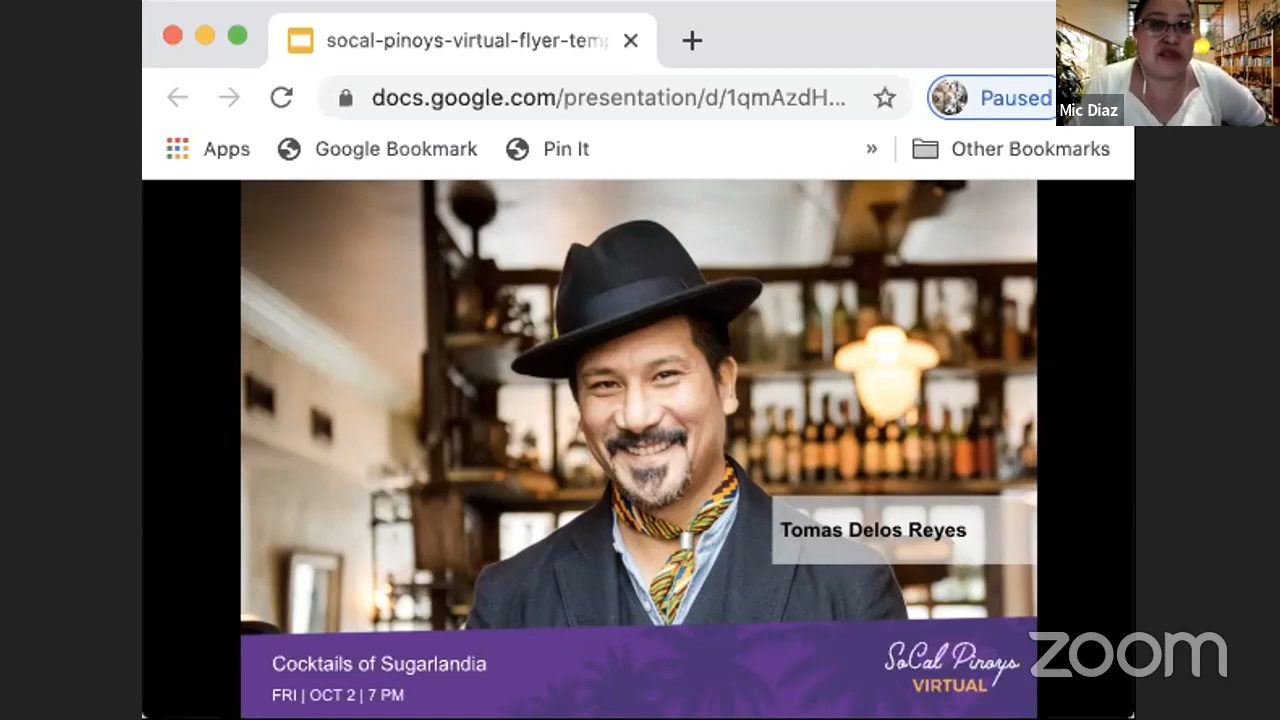 socal-pinoys-virtual-flyer-temp
docs.google.com/presentation/d/1qmAzdH...
Paused
Mic Diaz
Apps
Google Bookmark
Pin It
»
Other Bookmarks
Tomas Delos Reyes
Cocktails of Sugarlandia
FRI | OCT 2 | 7 PM
SoCal Pinoys
VIRTUAL
zoom